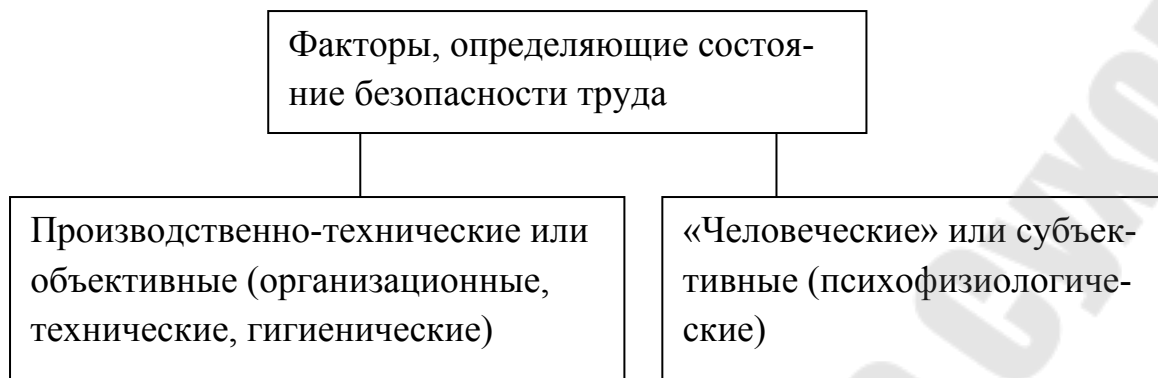 Факторы, определяющие состоя-
ние безопасности труда
Производственно-технические или
объективные (организационные,
технические, гигиенические)
«Человеческие» или субъек-
тивные (психофизиологиче-
ские)